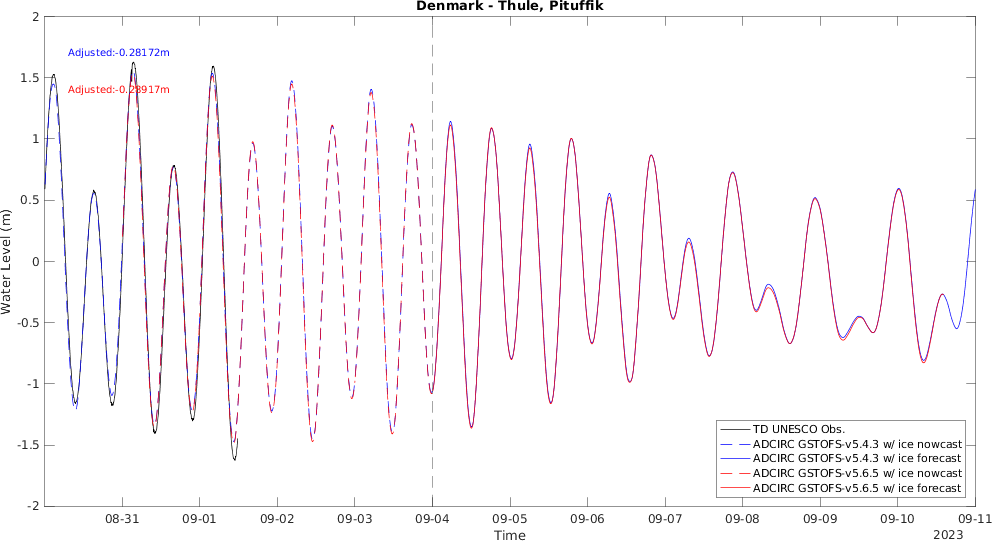 Denmark - Thule, Pituffik
Adjusted:-0.28172m
Adjusted:-0.28917m
Water Level (m)
2
1.5
1
0.5
0
-0.5
-1
-1.5
-2
TD UNESCO Obs.
ADCIRC GSTOFS-v5.4.3 w/ ice nowcast
ADCIRC GSTOFS-v5.4.3 w/ ice forecast
ADCIRC GSTOFS-v5.6.5 w/ ice nowcast
ADCIRC GSTOFS-v5.6.5 w/ ice forecast
08-31 09-01 09-02 09-03 09-04 09-05 09-06 09-07 09-08 09-09 09-10 09-11
Time
2023